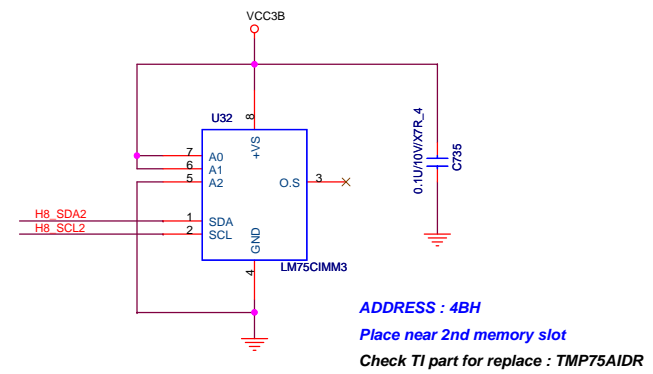 VCC3B
U32
8
+VS
0.1U/10V/X7R_4
C735
7 A0
6 A1
5 A2
O.S 3
H8_SDA2 1 SDA
H8_SCL2 2 SCL
GND
4
LM75CIMM3
ADDRESS : 4BH
Place near 2nd memory slot
Check TI part for replace : TMP75AIDR